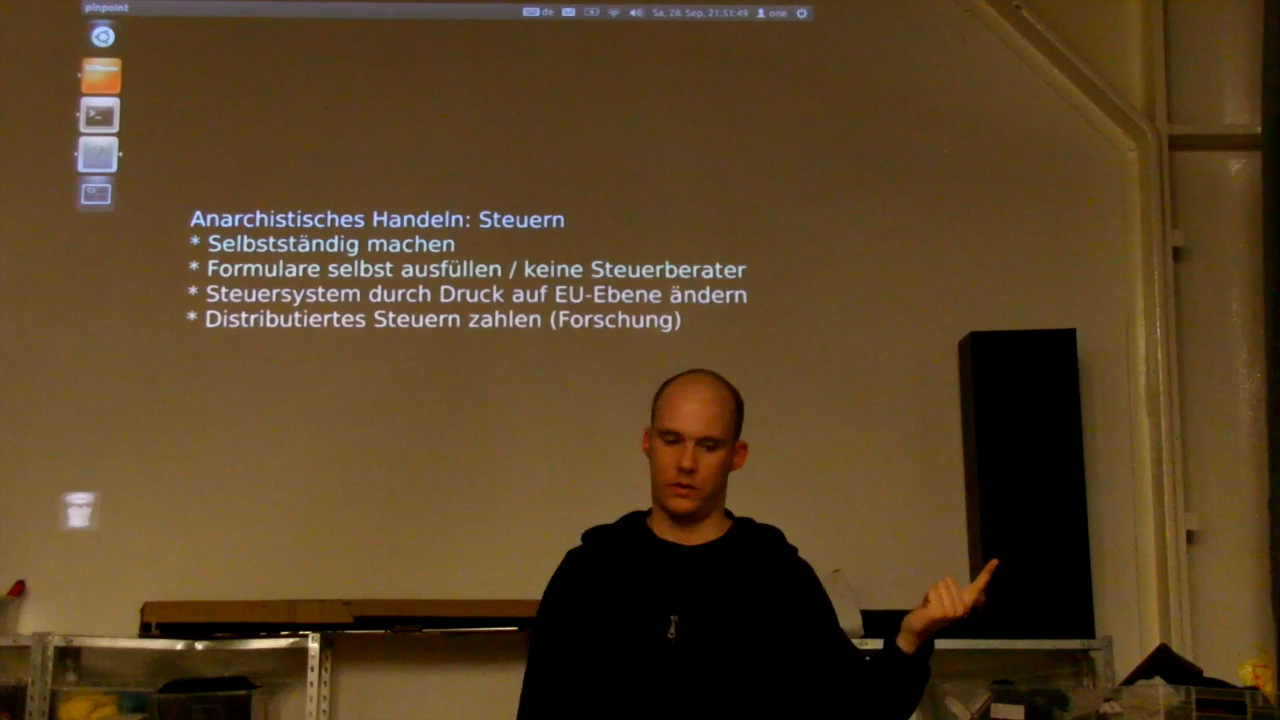 pinpoint
de Sa, 28. Sep, 21:51:49 one
Anarchistisches Handeln: Steuern
* Selbstständig machen
* Formulare selbst ausfüllen / keine Steuerberater
* Steuersystem durch Druck auf EU-Ebene ändern
* Distributiertes Steuern zahlen (Forschung)